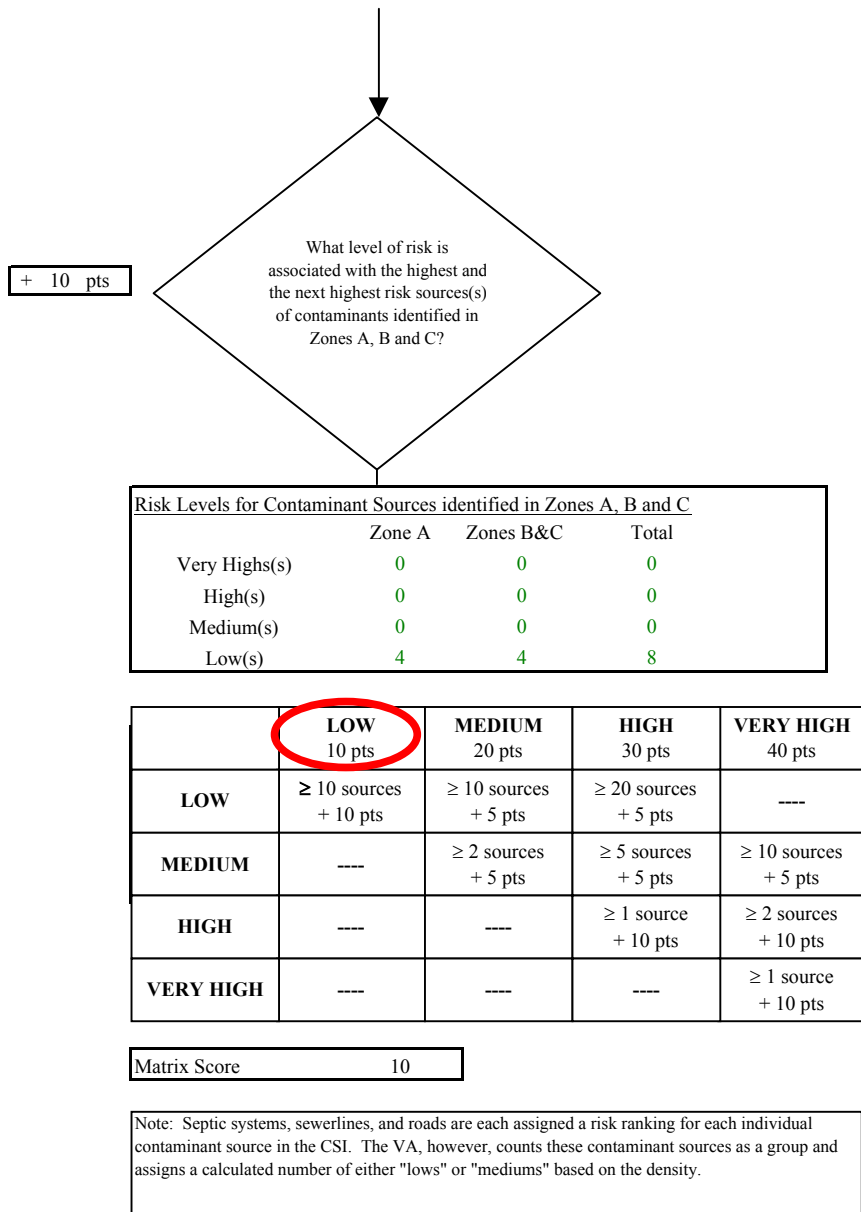 What level of risk is
associated with the highest and
the next highest risk sources(s)
of contaminants identified in
Zones A, B and C?
+ 10 pts
Risk Levels for Contaminant Sources identified in Zones A, B and C
Zone A Zones B&C Total
Very Highs(s) 0 0 0
High(s) 0 0 0
Medium(s) 0 0 0
Low(s) 4 4 8
LOW MEDIUM HIGH VERY HIGH
10 pts 20 pts 30 pts 40 pts
LOW ≥ 10 sources ≥ 10 sources ≥ 20 sources ----
+ 10 pts + 5 pts + 5 pts
MEDIUM ---- ≥ 2 sources ≥ 5 sources ≥ 10 sources
+ 5 pts + 5 pts + 5 pts
HIGH ---- ---- ≥ 1 source ≥ 2 sources
+ 10 pts + 10 pts
VERY HIGH ---- ---- ---- ≥ 1 source
+ 10 pts
Matrix Score 10
Note: Septic systems, sewerlines, and roads are each assigned a risk ranking for each individual
contaminant source in the CSI. The VA, however, counts these contaminant sources as a group and
assigns a calculated number of either "lows" or "mediums" based on the density.